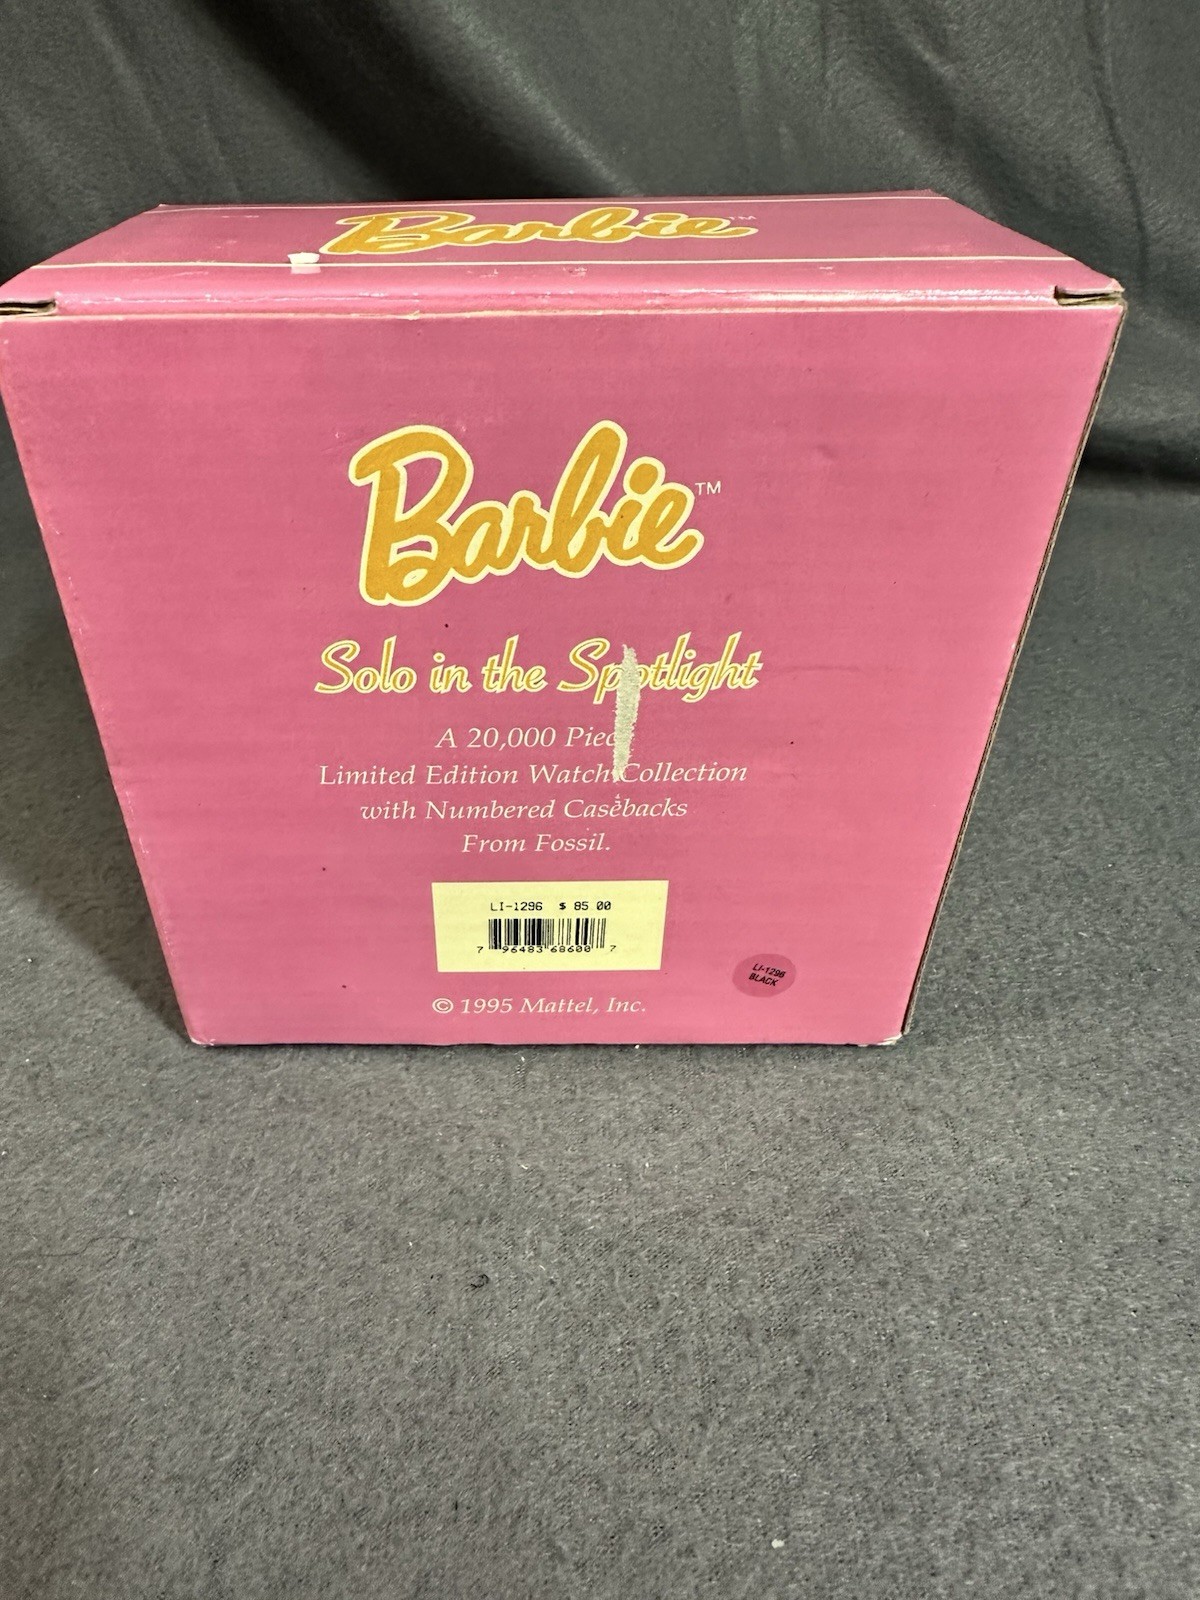 Barbie™
Barbie™
Solo in the Spotlight
A 20,000 Piece
Limited Edition Watch Collection
with Numbered Casebacks
From Fossil.
LI-1296 $ 85 00
7 96483 68600 7
LI-1296
BLACK
© 1995 Mattel, Inc.